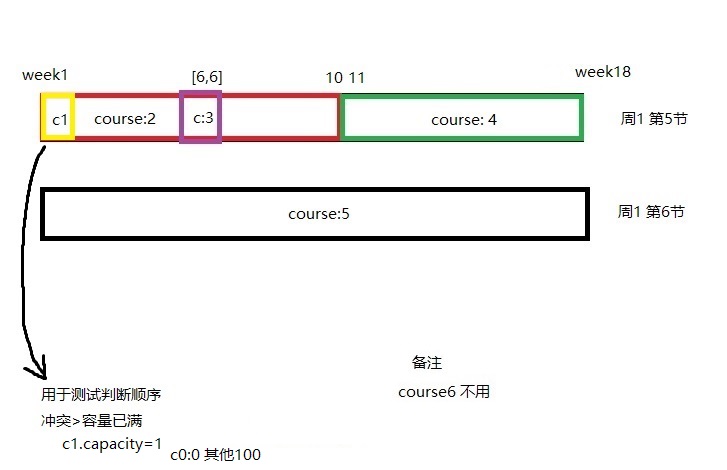 week1
[6,6]
10 11
week18
c1
course:2
c:3
course: 4
周1 第5节
course:5
周1 第6节
用于测试判断顺序
冲突>容量已满
c1.capacity=1
c0:0 其他100
备注
course6 不用